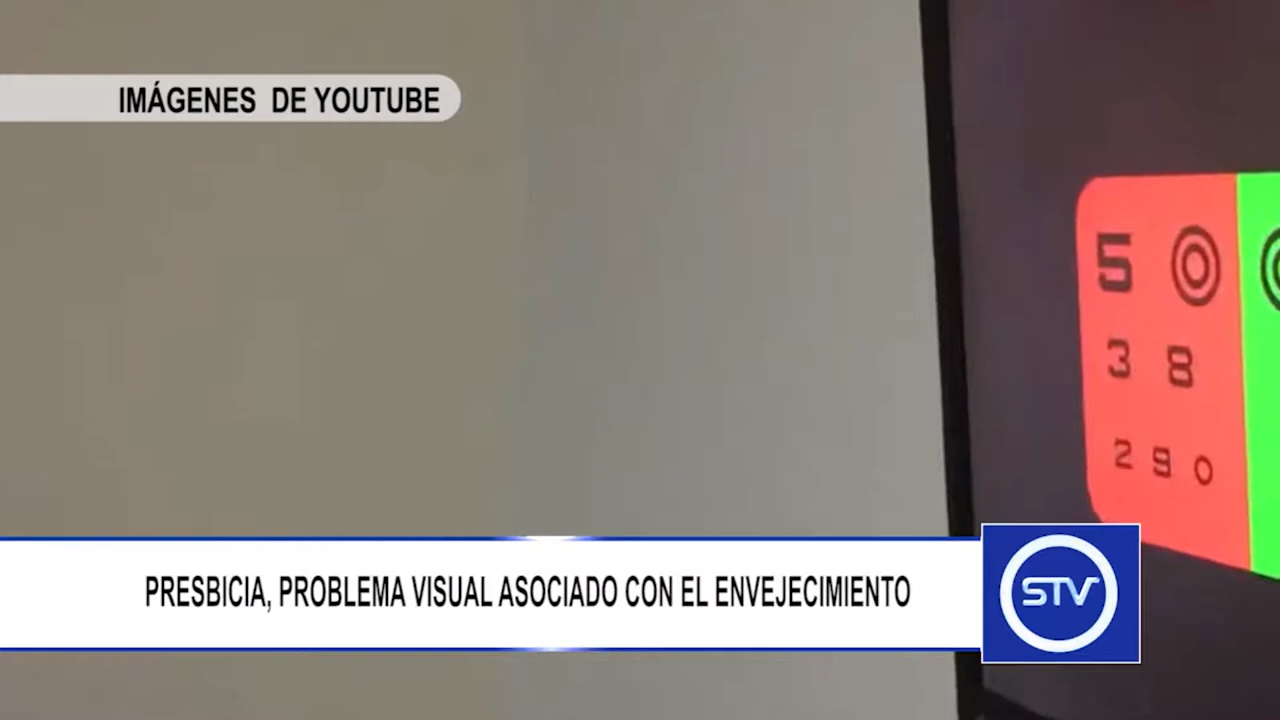 IMÁGENES DE YOUTUBE
5
3 8
2 9 0
PRESBICIA, PROBLEMA VISUAL ASOCIADO CON EL ENVEJECIMIENTO
STV